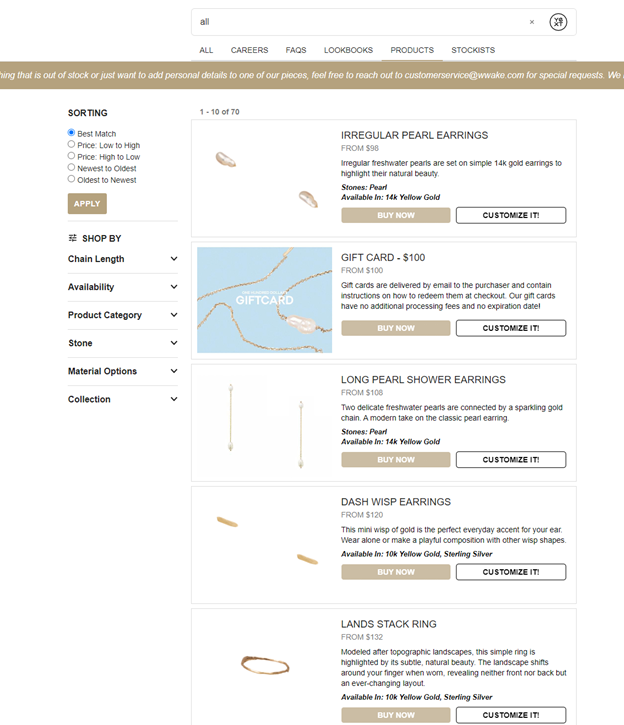 all
×
YEXT
ALL CAREERS FAQS LOOKBOOKS PRODUCTS STOCKISTS
hing that is out of stock or just want to add personal details to one of our pieces, feel free to reach out to customerservice@wwake.com for special requests. We
SORTING
Best Match
Price: Low to High
Price: High to Low
Newest to Oldest
Oldest to Newest
APPLY
SHOP BY
Chain Length
Availability
Product Category
Stone
Material Options
Collection
1 - 10 of 70
IRREGULAR PEARL EARRINGS
FROM $98
Irregular freshwater pearls are set on simple 14k gold earrings to
highlight their natural beauty.
Stones: Pearl
Available In: 14k Yellow Gold
BUY NOW CUSTOMIZE IT!
GIFTCARD
GIFT CARD - $100
FROM $100
Gift cards are delivered by email to the purchaser and contain
instructions on how to redeem them at checkout. Our gift cards
have no additional processing fees and no expiration date!
BUY NOW CUSTOMIZE IT!
LONG PEARL SHOWER EARRINGS
FROM $108
Two delicate freshwater pearls are connected by a sparkling gold
chain. A modern take on the classic pearl earring.
Stones: Pearl
Available In: 14k Yellow Gold
BUY NOW CUSTOMIZE IT!
DASH WISP EARRINGS
FROM $120
This mini wisp of gold is the perfect everyday accent for your ear.
Wear alone or make a playful composition with other wisp shapes.
Available In: 10k Yellow Gold, Sterling Silver
BUY NOW CUSTOMIZE IT!
LANDS STACK RING
FROM $132
Modeled after topographic landscapes, this simple ring is
highlighted by its subtle, natural beauty. The landscape shifts
around your finger when worn, revealing neither front nor back but
an ever-changing layout.
Available In: 10k Yellow Gold, Sterling Silver
BUY NOW CUSTOMIZE IT!